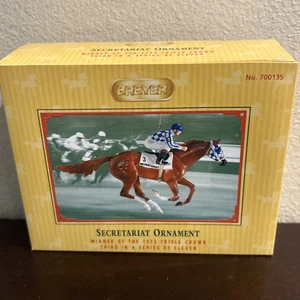 SECRETARIAT ORNAMENT
WINNER OF THE 1973 TRIPLE CROWN
THIRD IN A SERIES OF ELEVEN
BREYER
No. 700135
3
SECRETARIAT ORNAMENT
WINNER OF THE 1973 TRIPLE CROWN
THIRD IN A SERIES OF ELEVEN